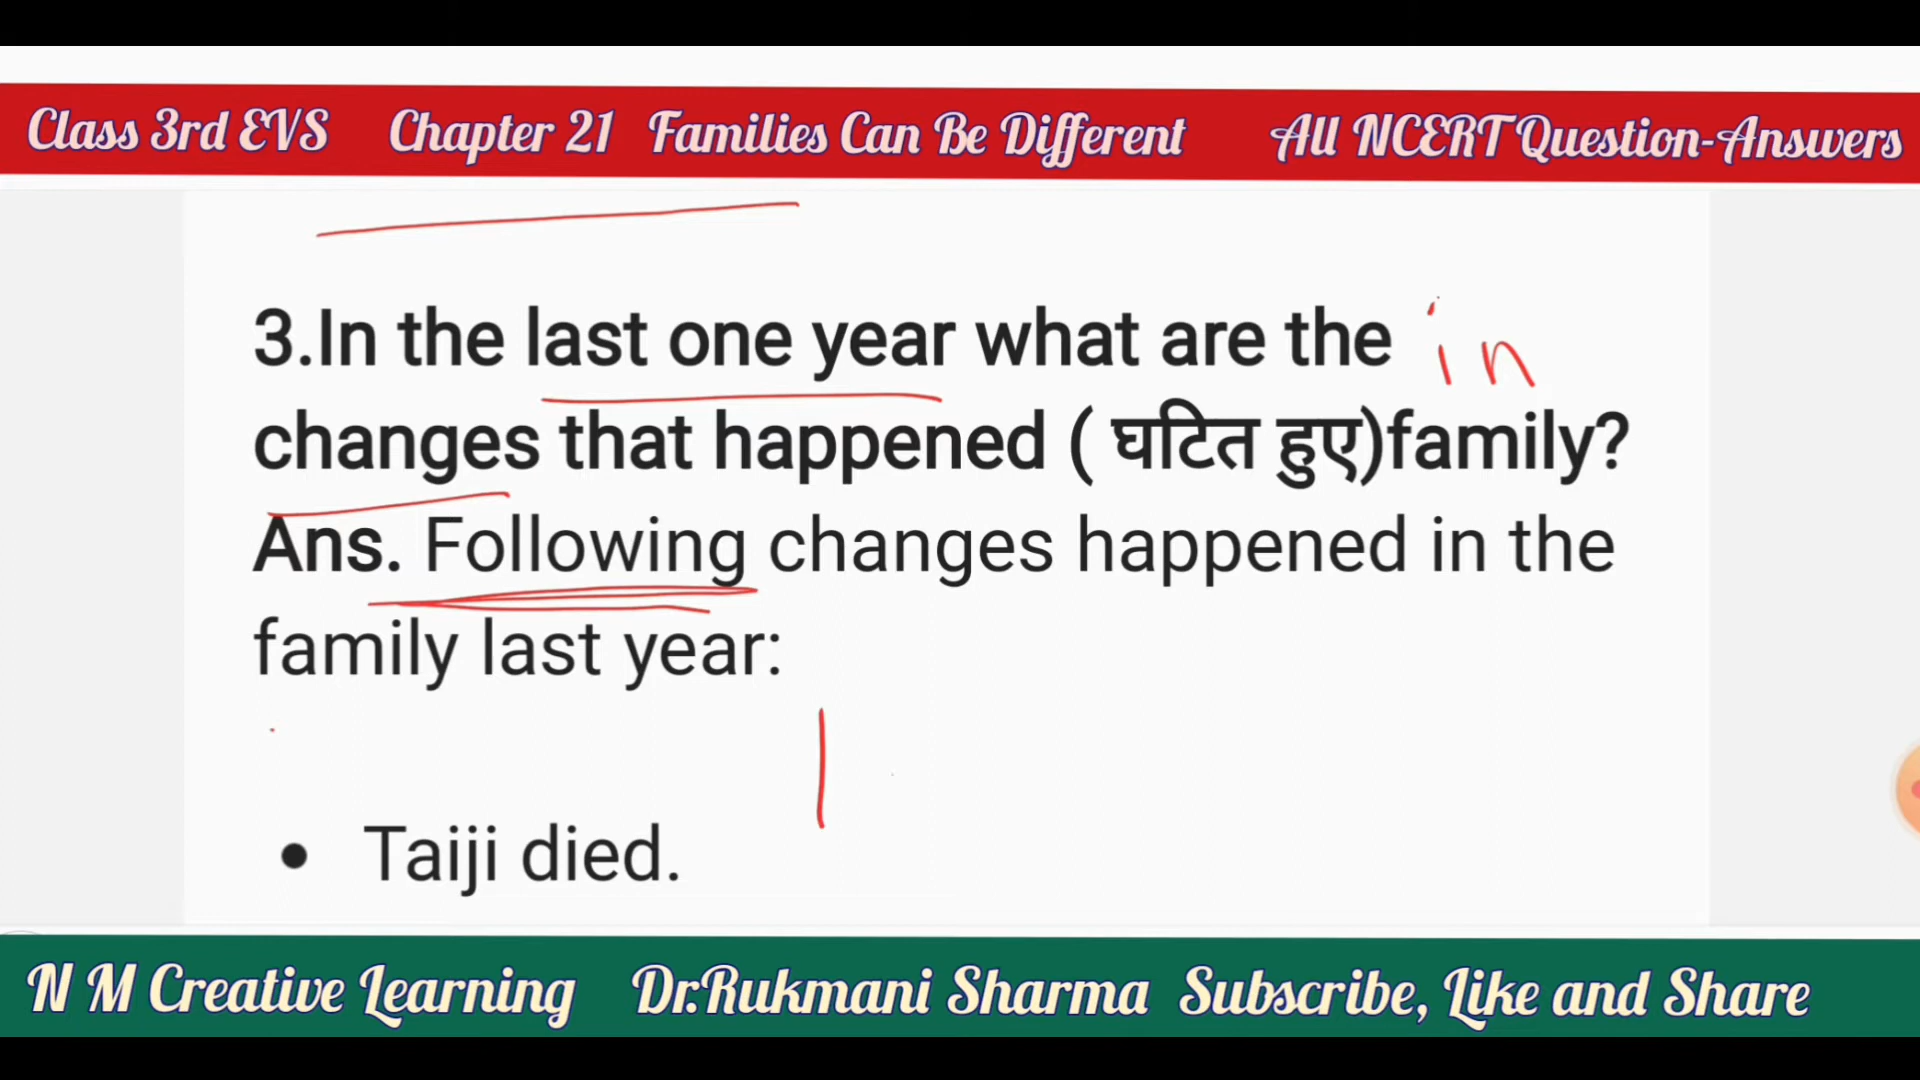 Class 3rd EVS Chapter 21 Families Can Be Different All NCERT Question-Answers
3.In the last one year what are the in
changes that happened ( घटित हुए)family?
Ans. Following changes happened in the
family last year:
• Taiji died.
N M Creative Learning Dr.Rukmani Sharma Subscribe, Like and Share